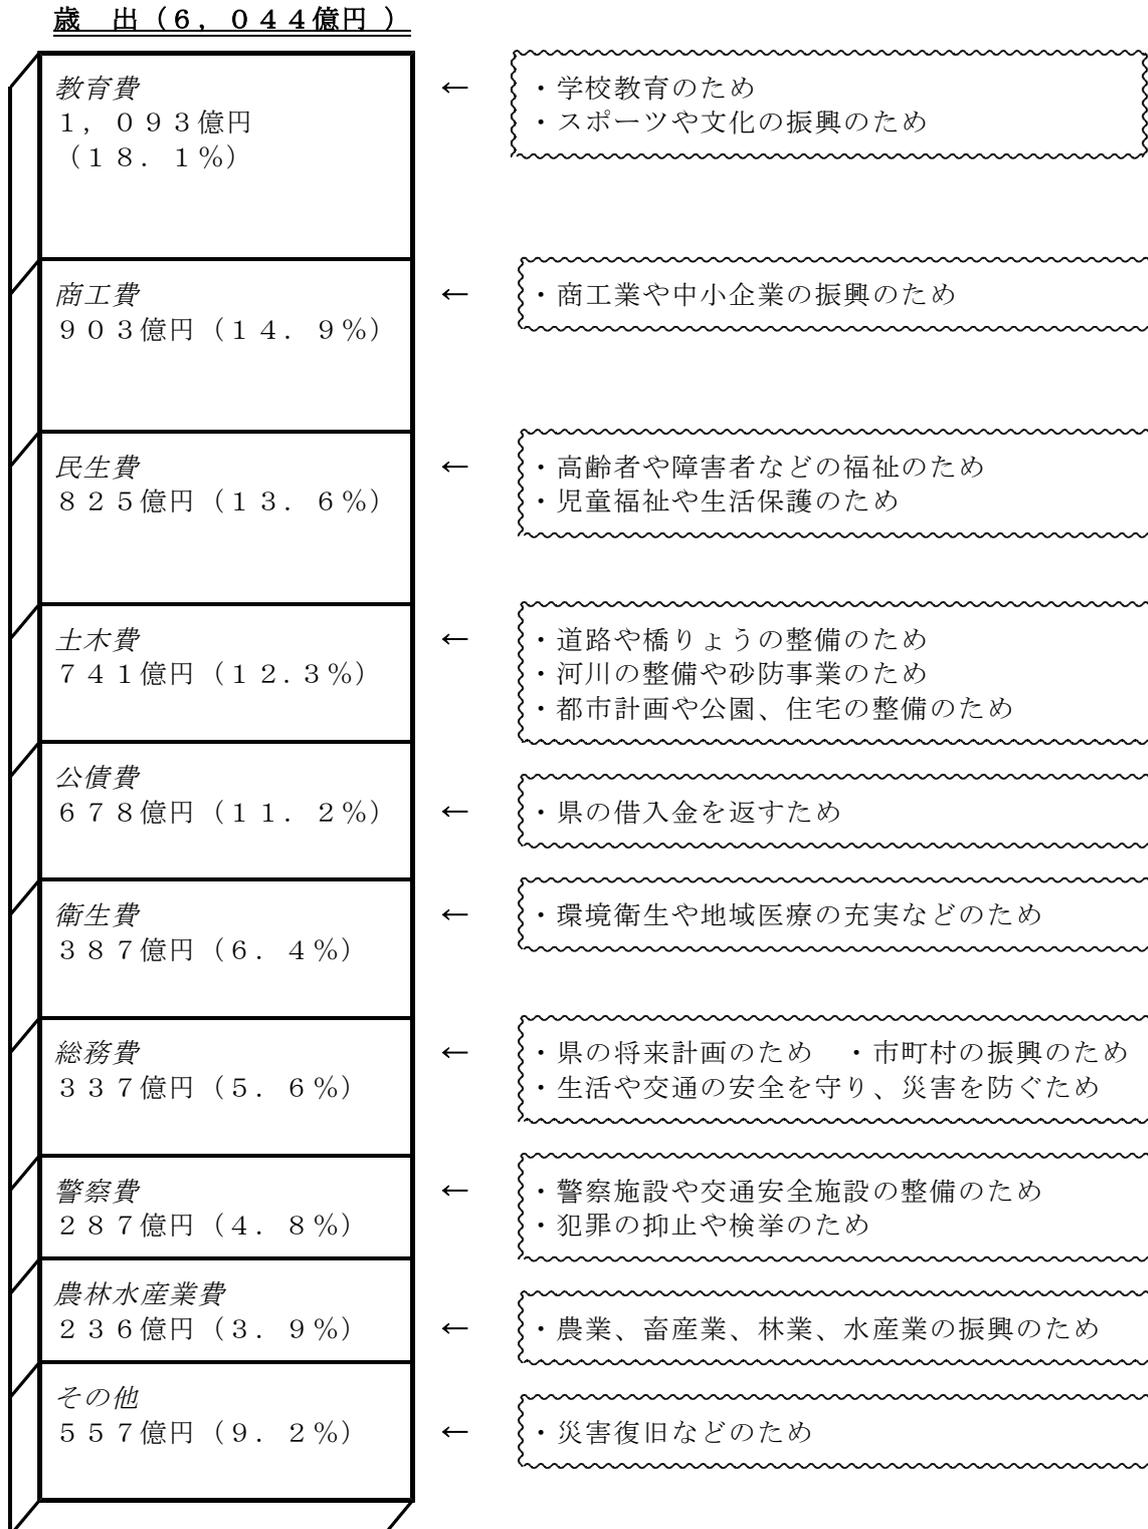 歳　出（６，０４４億円 ）
教育費
１，０９３億円
（１８．１％）
←
・学校教育のため
・スポーツや文化の振興のため
商工費
９０３億円（１４．９％）
←
・商工業や中小企業の振興のため
民生費
８２５億円（１３．６％）
←
・高齢者や障害者などの福祉のため
・児童福祉や生活保護のため
土木費
７４１億円（１２.３％）
←
・道路や橋りょうの整備のため
・河川の整備や砂防事業のため
・都市計画や公園、住宅の整備のため
公債費
６７８億円（１１．２％）
←
・県の借入金を返すため
衛生費
３８７億円（６．４％）
←
・環境衛生や地域医療の充実などのため
総務費
３３７億円（５．６％）
←
・県の将来計画のため　・市町村の振興のため
・生活や交通の安全を守り、災害を防ぐため
警察費
２８７億円（４．８％）
←
・警察施設や交通安全施設の整備のため
・犯罪の抑止や検挙のため
農林水産業費
２３６億円（３．９％）
←
・農業、畜産業、林業、水産業の振興のため
その他
５５７億円（９．２％）
←
・災害復旧などのため